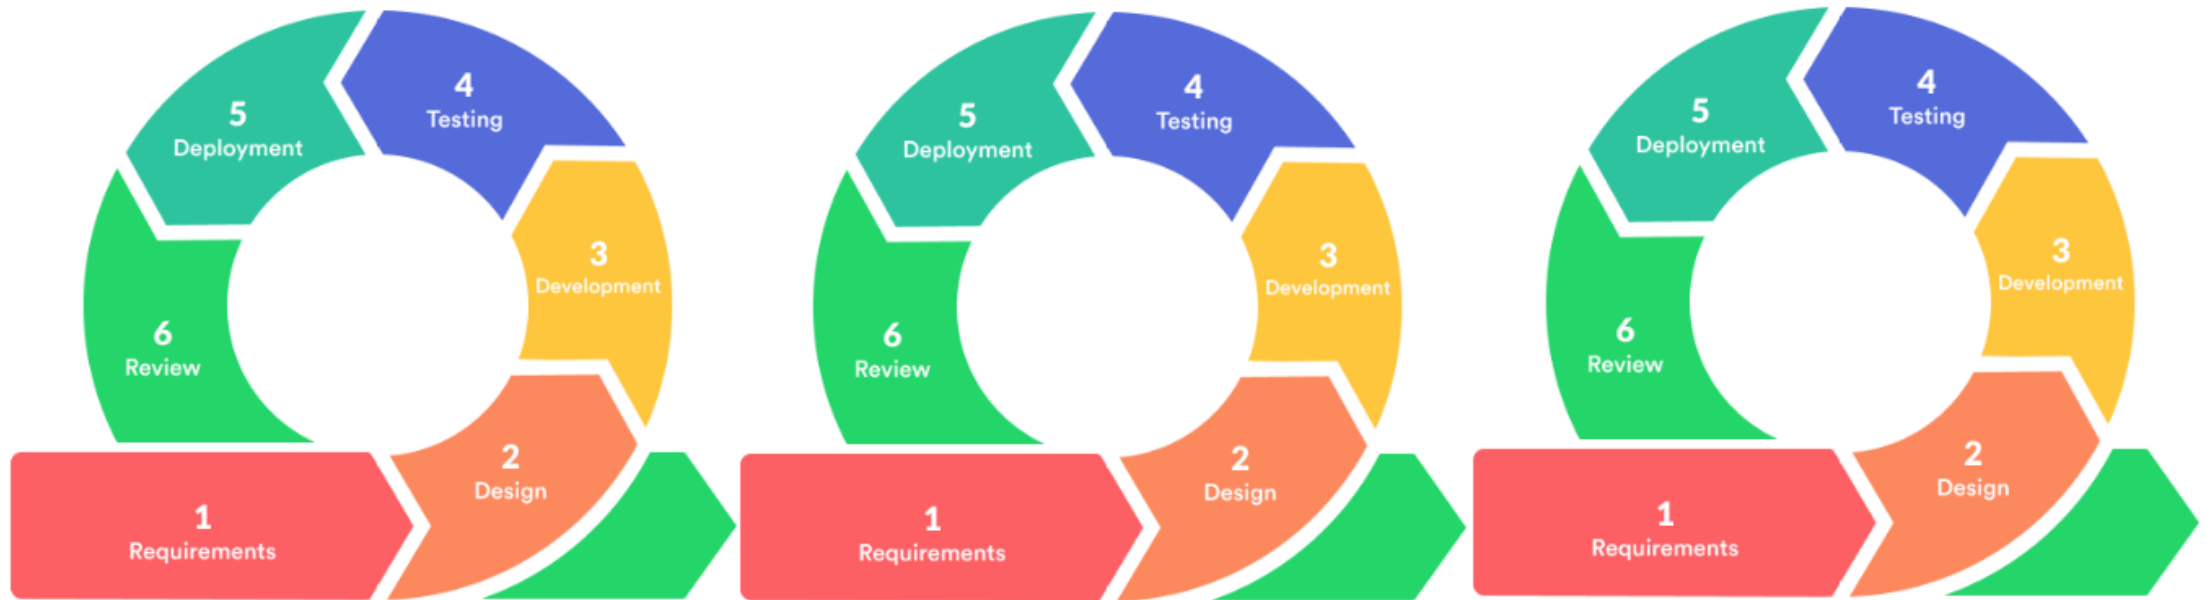 4
Testing
5
Deployment
3
Development
6
Review
2
Design
1
Requirements
4
Testing
5
Deployment
3
Development
6
Review
2
Design
1
Requirements
4
Testing
5
Deployment
3
Development
6
Review
2
Design
1
Requirements